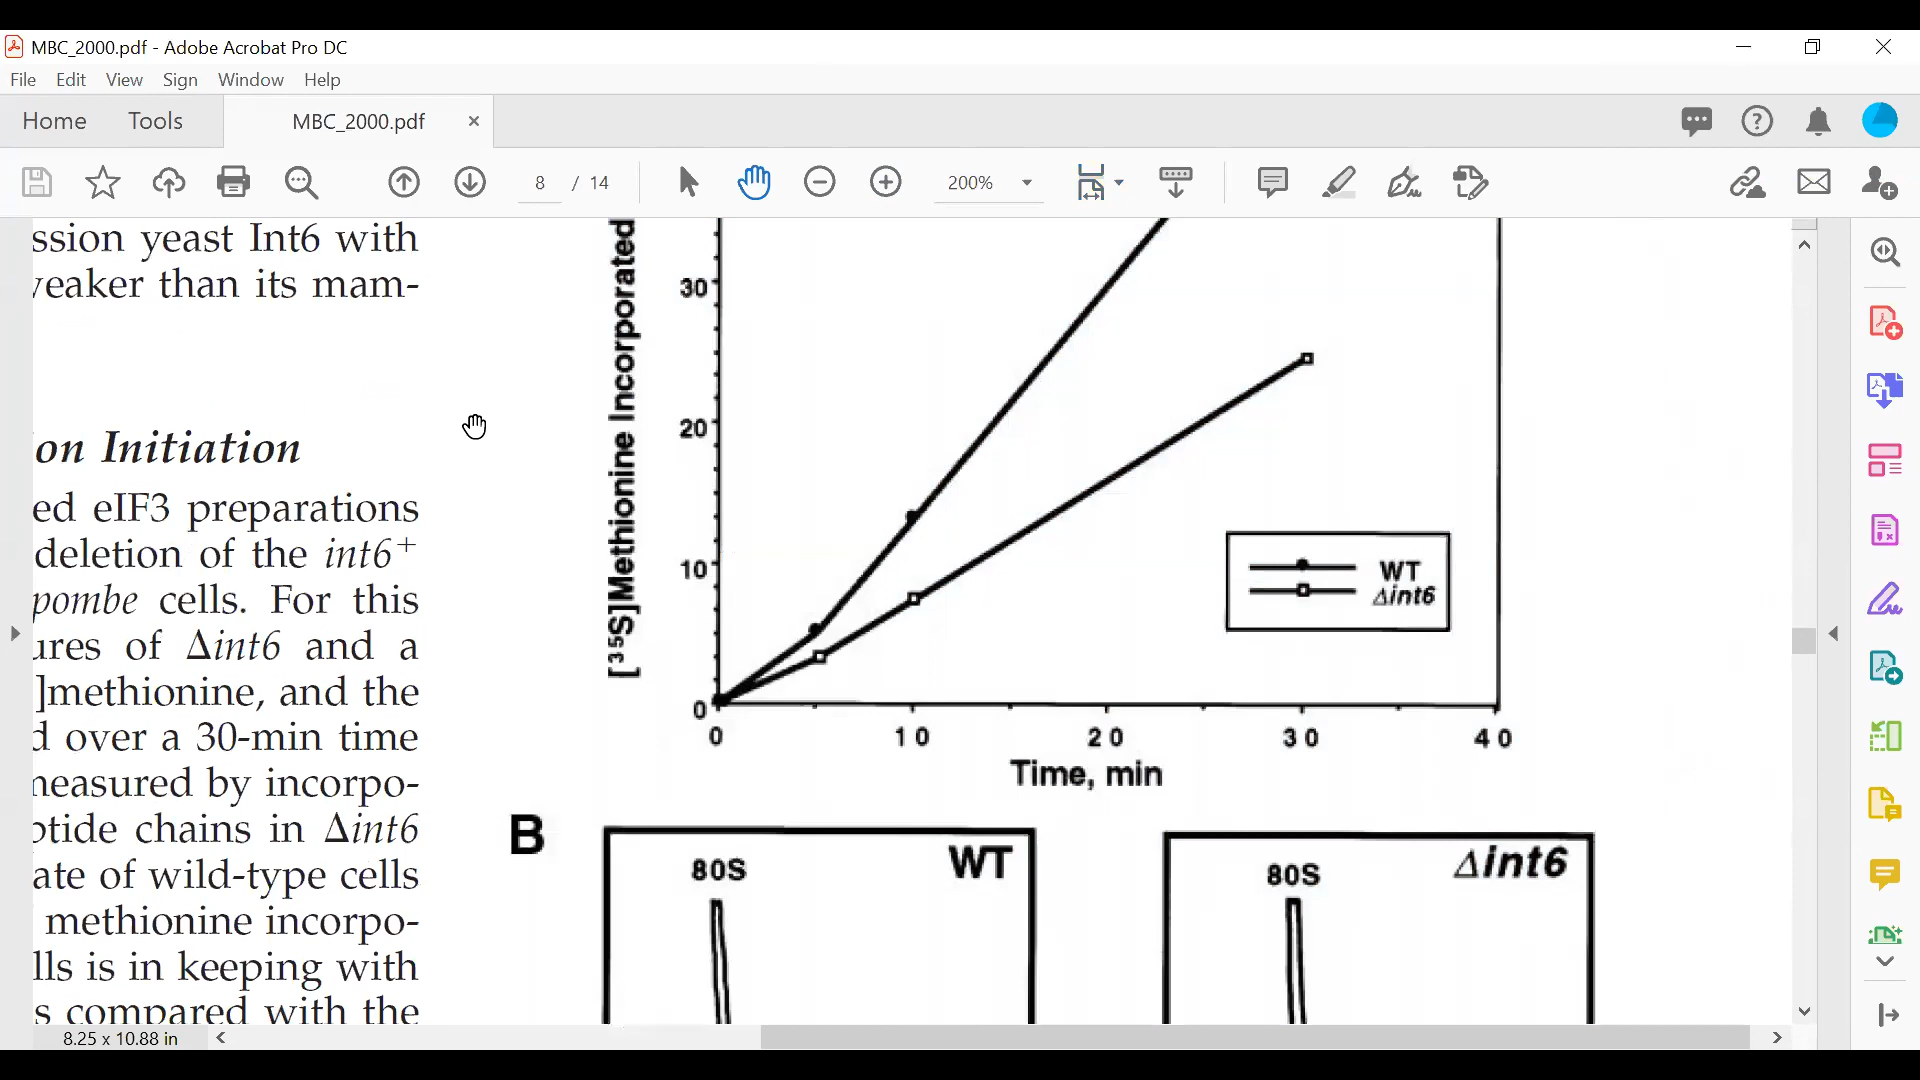 MBC_2000.pdf - Adobe Acrobat Pro DC
File Edit View Sign Window Help
Home Tools MBC_2000.pdf
8 / 14 200%
ssion yeast Int6 with
eaker than its mam-
on Initiation
ed eIF3 preparations
deletion of the int6+
pombe cells. For this
ures of Δint6 and a
]methionine, and the
d over a 30-min time
measured by incorpo-
ptide chains in Δint6
ate of wild-type cells
methionine incorpo-
lls is in keeping with
s compared with the
[35S]Methionine Incorporated
30
20
10
0
0 10 20 30 40
Time, min
WT
Δint6
B
80S WT
80S Δint6
8.25 x 10.88 in